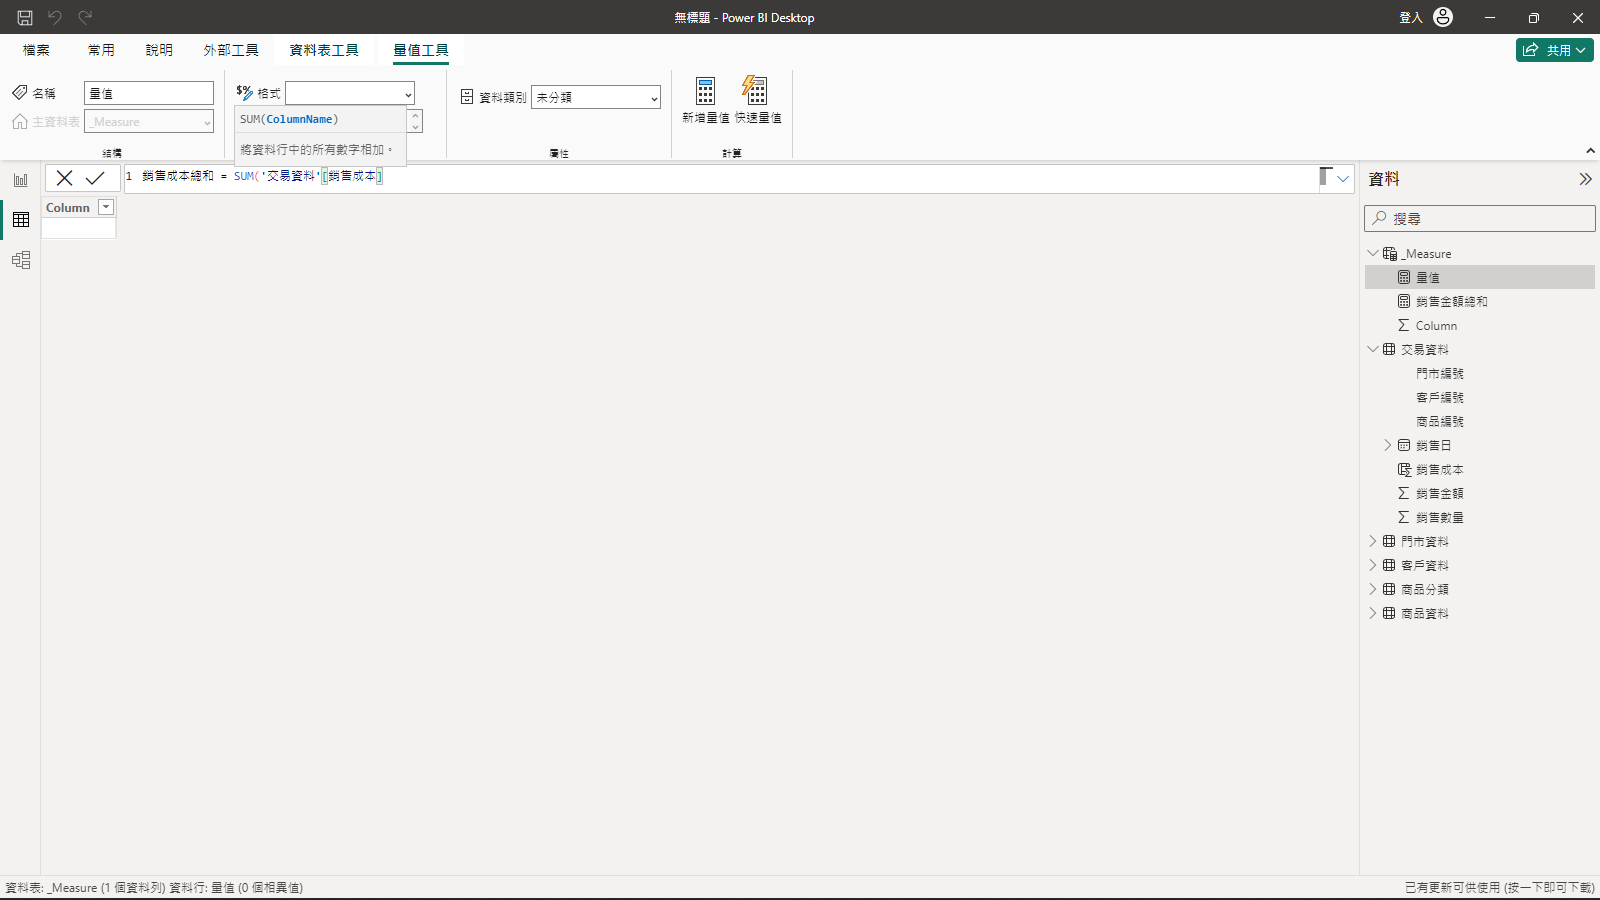 無標題 - Power BI Desktop
登入
檔案 常用 說明 外部工具 資料表工具 量值工具
共用
名稱 量值
主資料表 _Measure
結構
$% 格式
SUM(ColumnName)
將資料行中的所有數字相加。
資料類別 未分類
屬性
新增量值 快速量值
計算
1 銷售成本總和 = SUM('交易資料'[銷售成本]
Column
資料
搜尋
_Measure
量值
銷售金額總和
Column
交易資料
門市編號
客戶編號
商品編號
銷售日
銷售成本
銷售金額
銷售數量
門市資料
客戶資料
商品分類
商品資料
資料表: _Measure (1 個資料列) 資料行: 量值 (0 個相異值)
已有更新可供使用 (按一下即可下載)